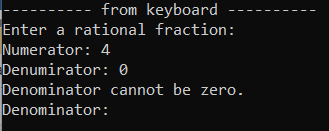 ---------- from keyboard ----------
Enter a rational fraction:
Numerator: 4
Denumirator: 0
Denominator cannot be zero.
Denominator: